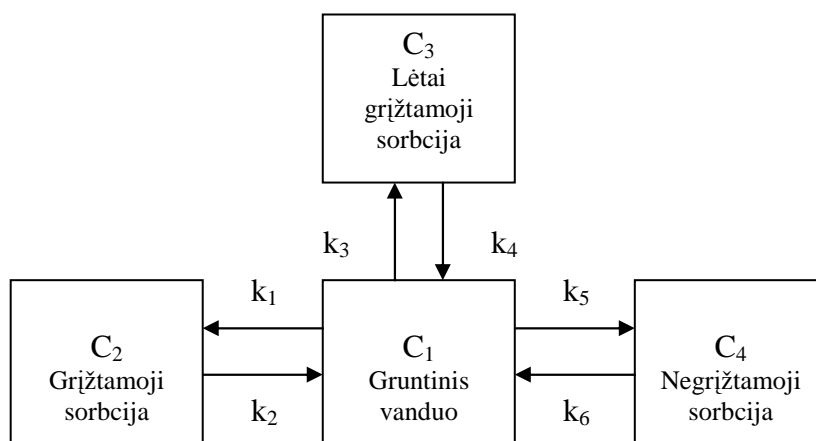 C₃
Lėtai
grįžtamoji
sorbcija
k₃
k₄
k₁
k₅
C₂
Grįžtamoji
sorbcija
C₁
Gruntinis
vanduo
C₄
Negrįžtamoji
sorbcija
k₂
k₆